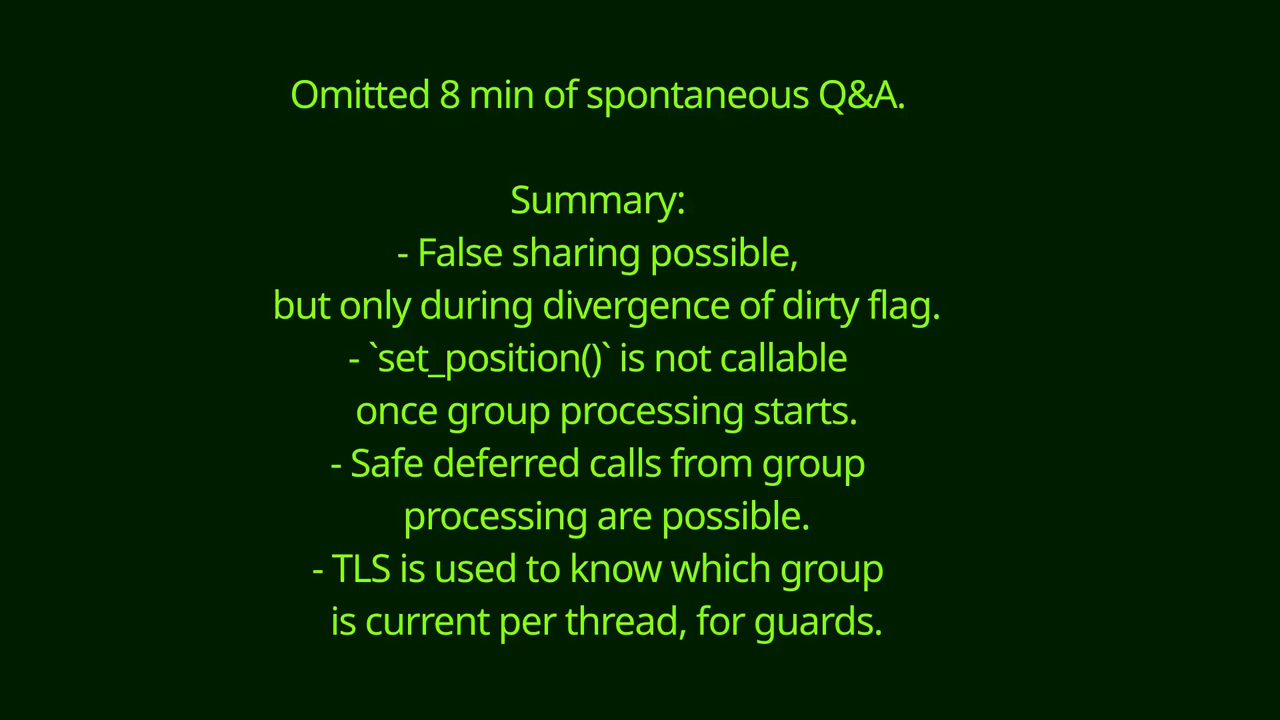 Omitted 8 min of spontaneous Q&A.
Summary:
- False sharing possible,
but only during divergence of dirty flag.
- `set_position()` is not callable
once group processing starts.
- Safe deferred calls from group
processing are possible.
- TLS is used to know which group
is current per thread, for guards.